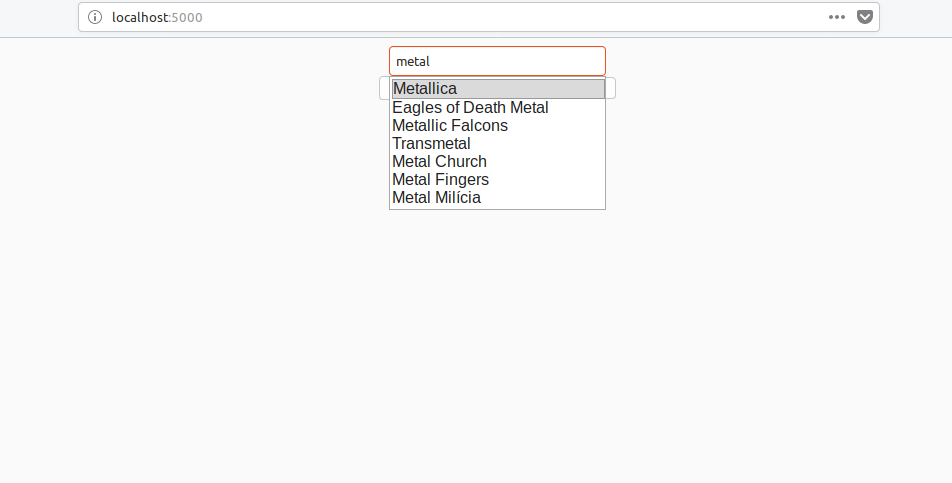 localhost:5000
metal
Metallica
Eagles of Death Metal
Metallic Falcons
Transmetal
Metal Church
Metal Fingers
Metal Milícia